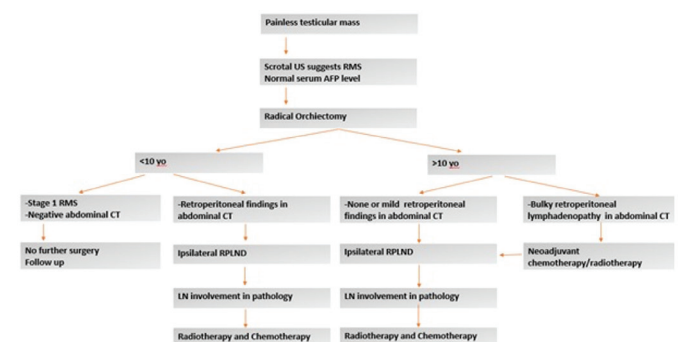 Painless testicular mass
Scrotal US suggests RMS
Normal serum AFP level
Radical Orchiectomy
<10 yo
>10 yo
-Stage 1 RMS
-Negative abdominal CT
-Retroperitoneal findings in
abdominal CT
-None or mild retroperitoneal
findings in abdominal CT
-Bulky retroperitoneal
lymphadenopathy in abdominal CT
No further surgery
Follow up
Ipsilateral RPLND
Ipsilateral RPLND
Neoadjuvant
chemotherapy/radiotherapy
LN involvement in pathology
LN involvement in pathology
Radiotherapy and Chemotherapy
Radiotherapy and Chemotherapy